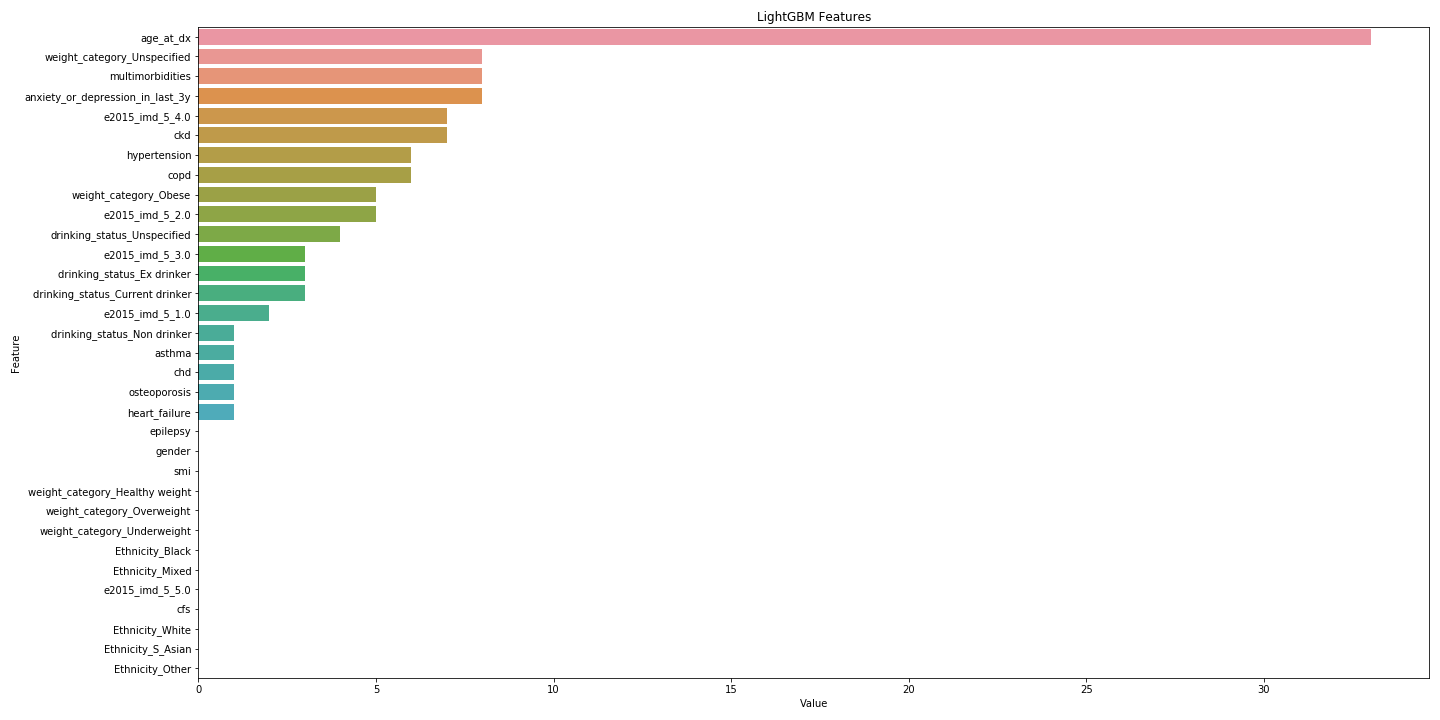 LightGBM Features
age_at_dx
weight_category_Unspecified
multimorbidities
anxiety_or_depression_in_last_3y
e2015_imd_5_4.0
ckd
hypertension
copd
weight_category_Obese
e2015_imd_5_2.0
drinking_status_Unspecified
e2015_imd_5_3.0
drinking_status_Ex drinker
drinking_status_Current drinker
e2015_imd_5_1.0
drinking_status_Non drinker
asthma
chd
osteoporosis
heart_failure
epilepsy
gender
smi
weight_category_Healthy weight
weight_category_Overweight
weight_category_Underweight
Ethnicity_Black
Ethnicity_Mixed
e2015_imd_5_5.0
cfs
Ethnicity_White
Ethnicity_S_Asian
Ethnicity_Other
Feature
0 5 10 15 20 25 30
Value